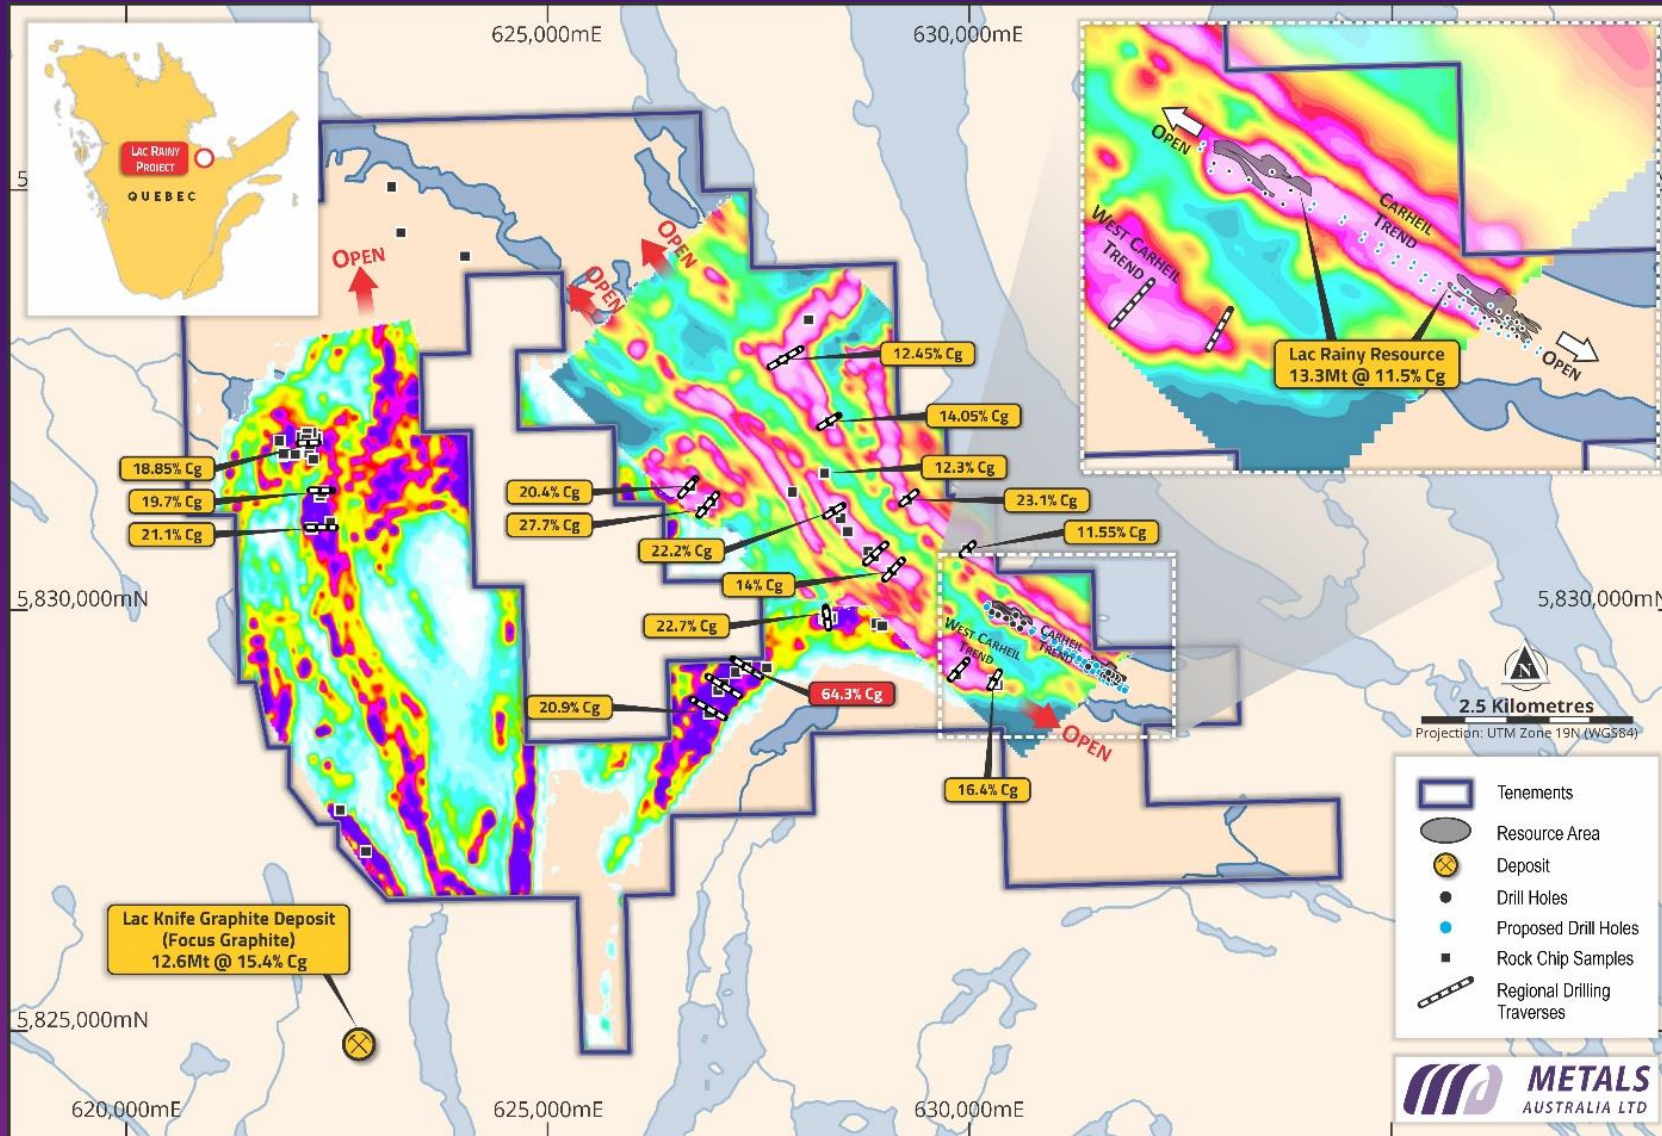 625,000mE
630,000mE
LAC RAINY
PROJECT
QUEBEC
OPEN
OPEN
OPEN
OPEN
CARHEIL
TREND
WEST CARHEIL
TREND
Lac Rainy Resource
13.3Mt @ 11.5% Cg
OPEN
12.45% Cg
14.05% Cg
12.3% Cg
23.1% Cg
11.55% Cg
18.85% Cg
19.7% Cg
21.1% Cg
20.4% Cg
27.7% Cg
22.2% Cg
14% Cg
22.7% Cg
20.9% Cg
64.3% Cg
16.4% Cg
WEST CARHEIL
TREND
CARHEIL
TREND
OPEN
5
5,830,000mN
5,830,000mN
N
2.5 Kilometres
Projection: UTM Zone 19N (WGS84)
Tenements
Resource Area
Deposit
Drill Holes
Proposed Drill Holes
Rock Chip Samples
Regional Drilling
Traverses
Lac Knife Graphite Deposit
(Focus Graphite)
12.6Mt @ 15.4% Cg
5,825,000mN
620,000mE
625,000mE
630,000mE
METALS
AUSTRALIA LTD